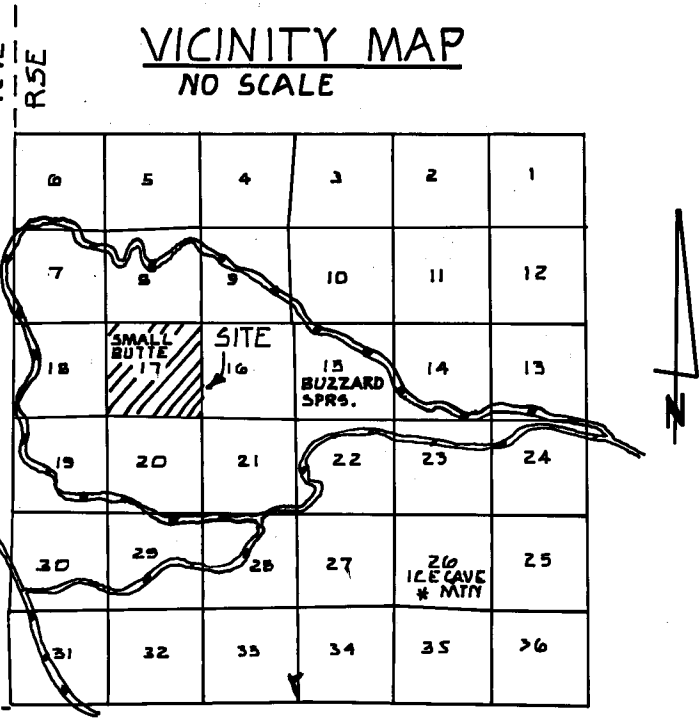 VICINITY MAP
NO SCALE
R.5E
6 5 4 3 2 1
7 8 9 10 11 12
SMALL
BUTTE
SITE
18 17 16 15 14 13
BUZZARD
SPRS.
19 20 21 22 23 24
30 29 28 27 26 25
ICE CAVE
* MTN
31 32 33 34 35 36
N